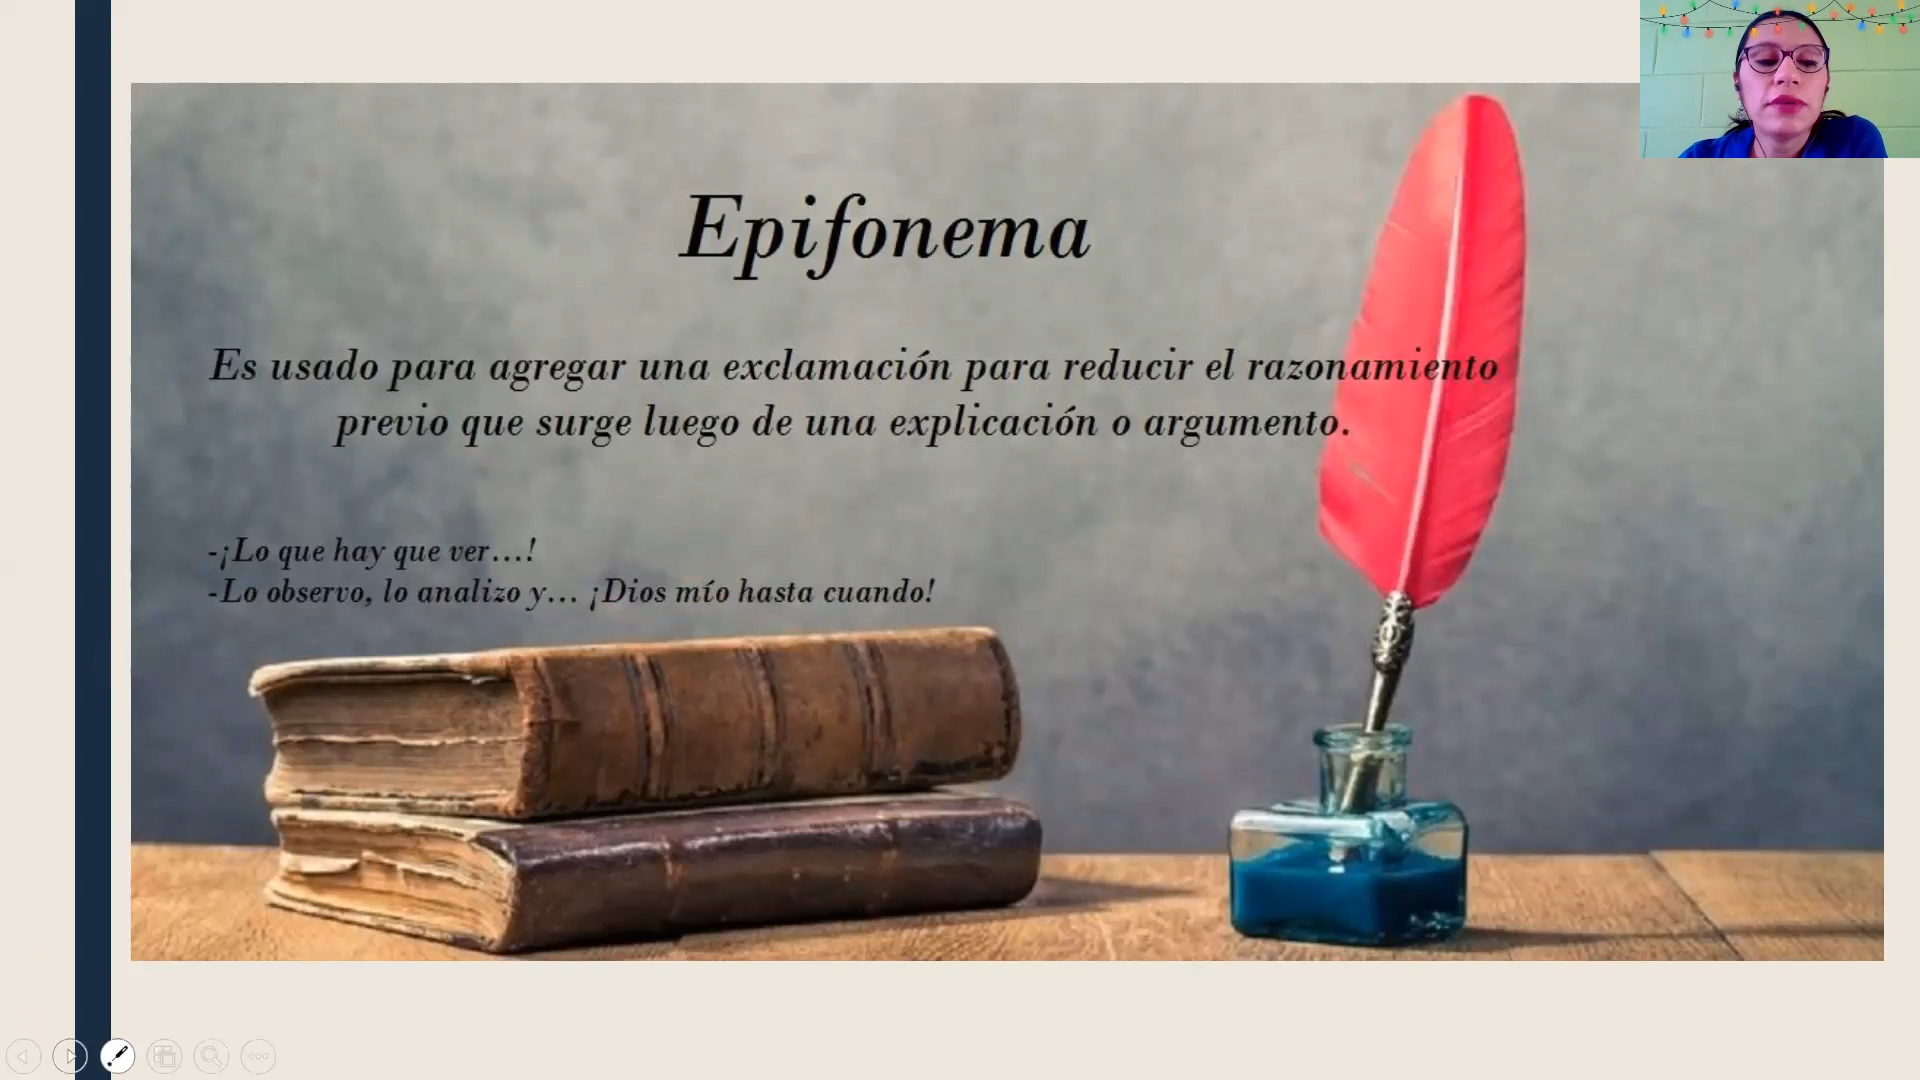 Epifonema
Es usado para agregar una exclamación para reducir el razonamiento
previo que surge luego de una explicación o argumento.
-¡Lo que hay que ver...!
-Lo observo, lo analizo y... ¡Dios mío hasta cuando!